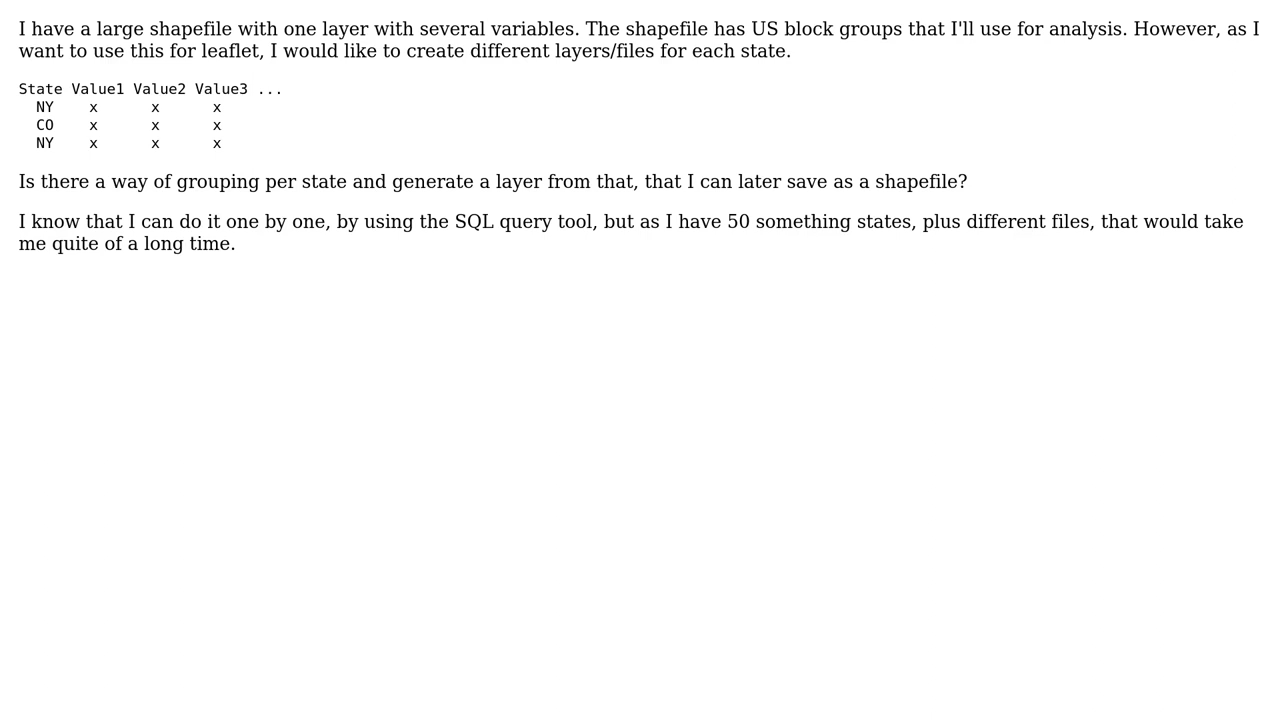 I have a large shapefile with one layer with several variables. The shapefile has US block groups that I'll use for analysis. However, as I
want to use this for leaflet, I would like to create different layers/files for each state.
State Value1 Value2 Value3 ...
  NY    x      x      x
  CO    x      x      x
  NY    x      x      x
Is there a way of grouping per state and generate a layer from that, that I can later save as a shapefile?
I know that I can do it one by one, by using the SQL query tool, but as I have 50 something states, plus different files, that would take
me quite of a long time.